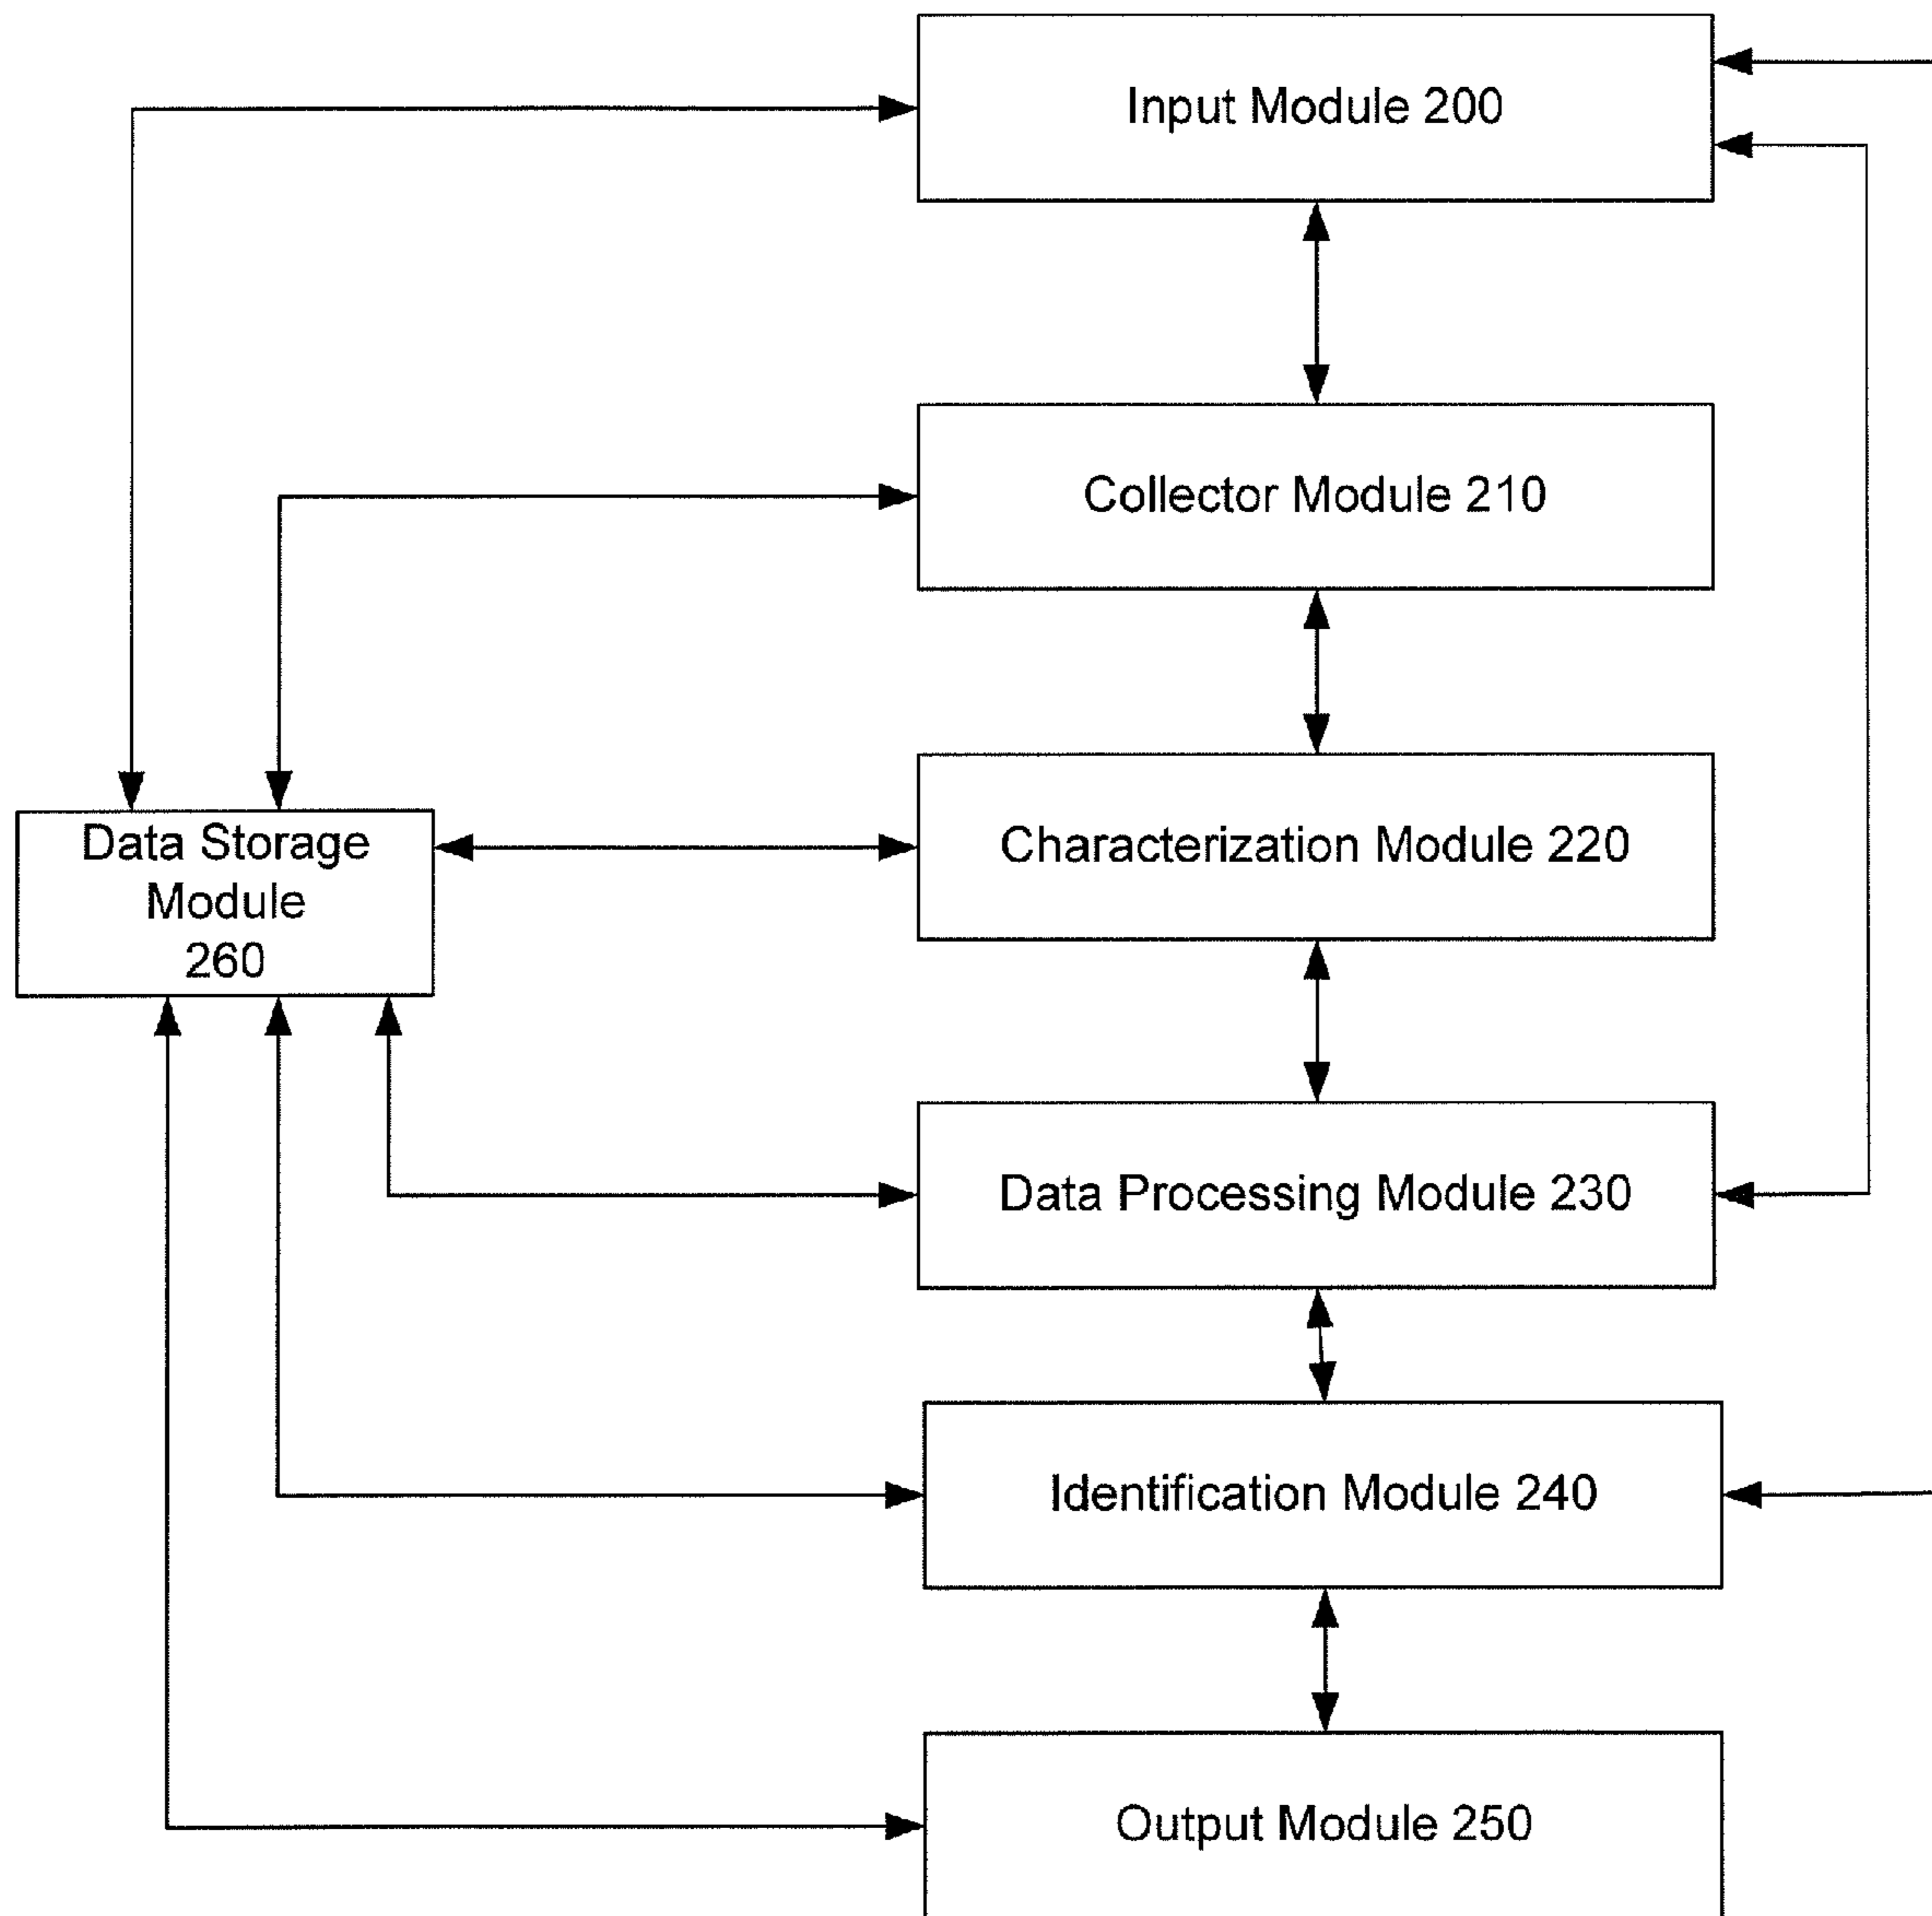 Input Module 200
Collector Module 210
Data Storage
Module
260
Characterization Module 220
Data Processing Module 230
Identification Module 240
Output Module 250